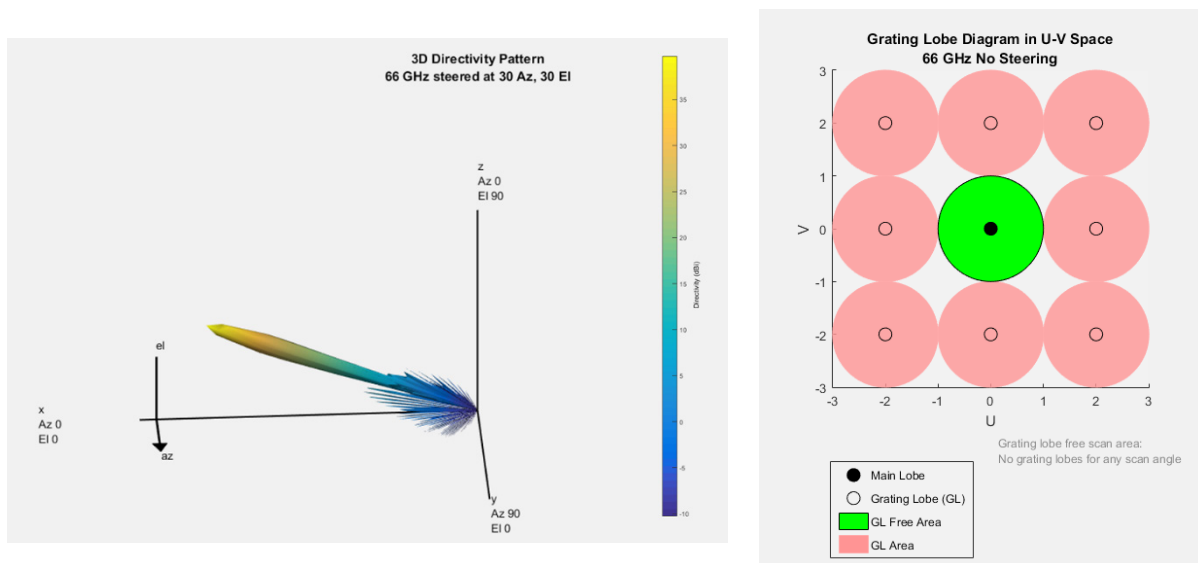 3D Directivity Pattern
66 GHz steered at 30 Az, 30 El
z
Az 0
El 90
el
x
Az 0
El 0
az
y
Az 90
El 0
35
30
25
20
15
10
5
0
-5
-10
Directivity (dBi)
Grating Lobe Diagram in U-V Space
66 GHz No Steering
3
2
1
0
-1
-2
-3
V
-3
-2
-1
0
1
2
3
U
Grating lobe free scan area:
No grating lobes for any scan angle
Main Lobe
Grating Lobe (GL)
GL Free Area
GL Area